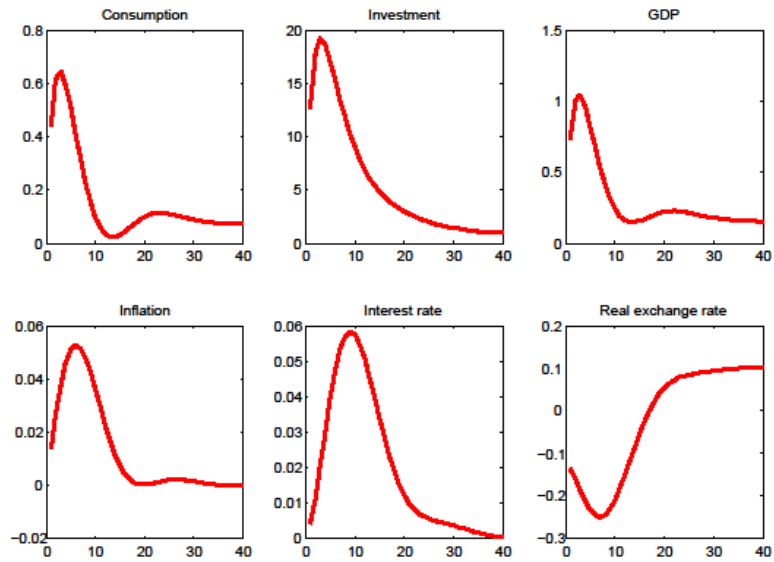 Consumption Investment GDP
0.8 20 1.5
0.6 15
1
0.4 10
0.5
0.2 5
0 0 0
0 10 20 30 40 0 10 20 30 40 0 10 20 30 40
Inflation Interest rate Real exchange rate
0.06 0.06 0.2
0.05 0.1
0.04
0.04 0
0.02 0.03
−0.1
0.02
0 −0.2
0.01
−0.02 0 −0.3
0 10 20 30 40 0 10 20 30 40 0 10 20 30 40